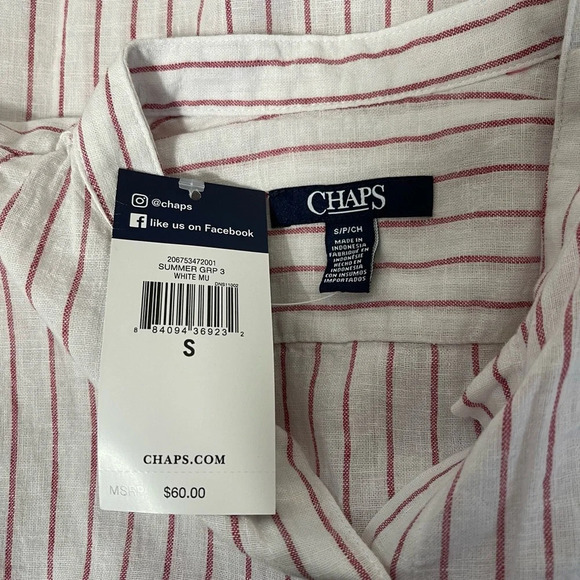 @chaps
like us on Facebook
206753472001
SUMMER GRP 3
WHITE MU
DNS11002
8 84094 36923 2
S
CHAPS.COM
MSRP $60.00
CHAPS
S/P/CH
MADE IN
INDONESIA
FABRIQUÉ EN
INDONÉSIE
HECHO EN
INDONESIA
CON INSUMOS
IMPORTADOS